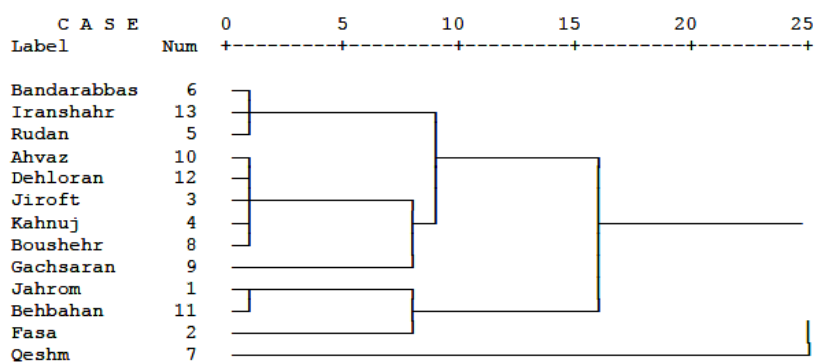 C A S E 0 5 10 15 20 25
Label Num +---------+---------+---------+---------+---------+
Bandarabbas 6
Iranshahr 13
Rudan 5
Ahvaz 10
Dehloran 12
Jiroft 3
Kahnuj 4
Boushehr 8
Gachsaran 9
Jahrom 1
Behbahan 11
Fasa 2
Qeshm 7